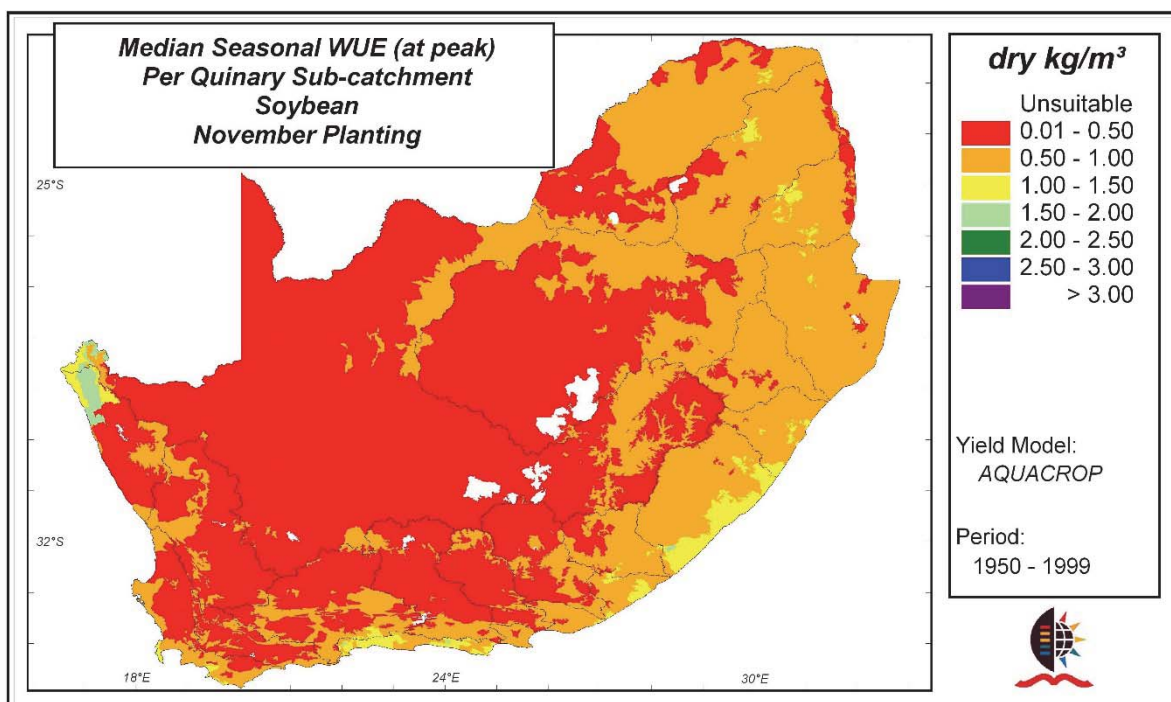 Median Seasonal WUE (at peak)
Per Quinary Sub-catchment
Soybean
November Planting
25°S
32°S
18°E
24°E
30°E
dry kg/m³
Unsuitable
0.01 - 0.50
0.50 - 1.00
1.00 - 1.50
1.50 - 2.00
2.00 - 2.50
2.50 - 3.00
> 3.00
Yield Model:
AQUACROP
Period:
1950 - 1999